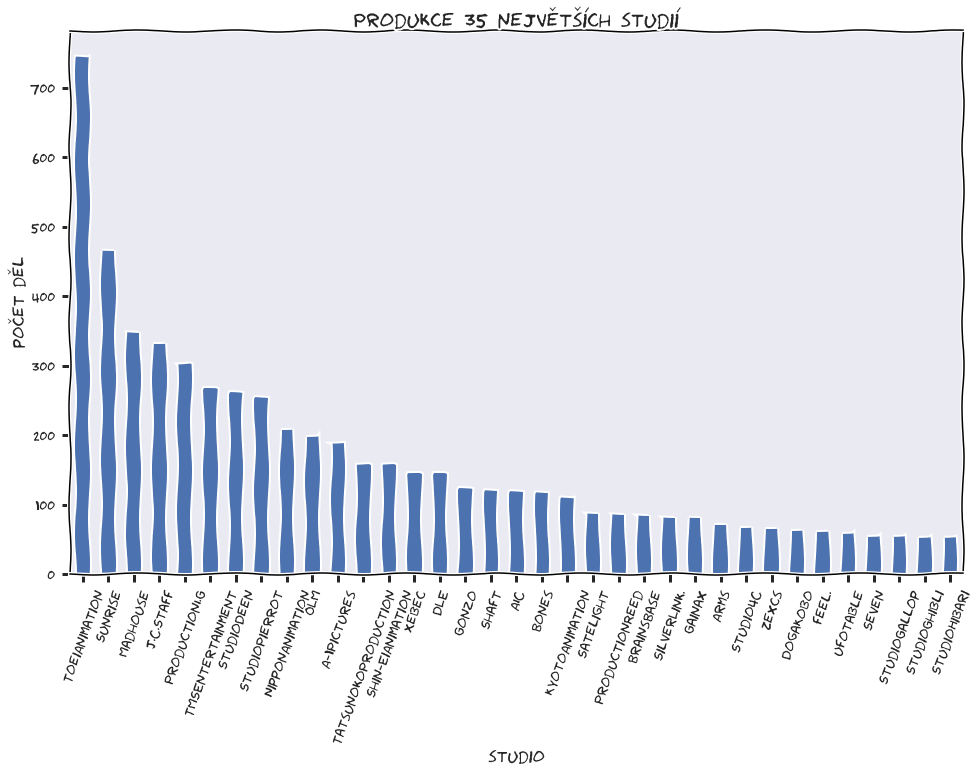 PRODUKCE 35 NEJVĚTŠÍCH STUDIÍ
POČET DĚL
700
600
500
400
300
200
100
0
TOEIANIMATION
SUNRISE
MADHOUSE
J.C.STAFF
PRODUCTIONI.G
TMSENTERTAINMENT
STUDIODEEN
STUDIOPIERROT
NIPPONANIMATION
OLM
A-1PICTURES
TATSUNOKOPRODUCTION
SHIN-EIANIMATION
XEBEC
DLE
GONZO
SHAFT
AIC
BONES
KYOTOANIMATION
SATELIGHT
PRODUCTIONREED
BRAINSBASE
SILVERLINK.
GAINAX
ARMS
STUDIO4C
ZEXCS
DOGAKOBO
FEEL.
UFOTABLE
SEVEN
STUDIOGALLOP
STUDIOGHIBLI
STUDIOHIBARI
STUDIO